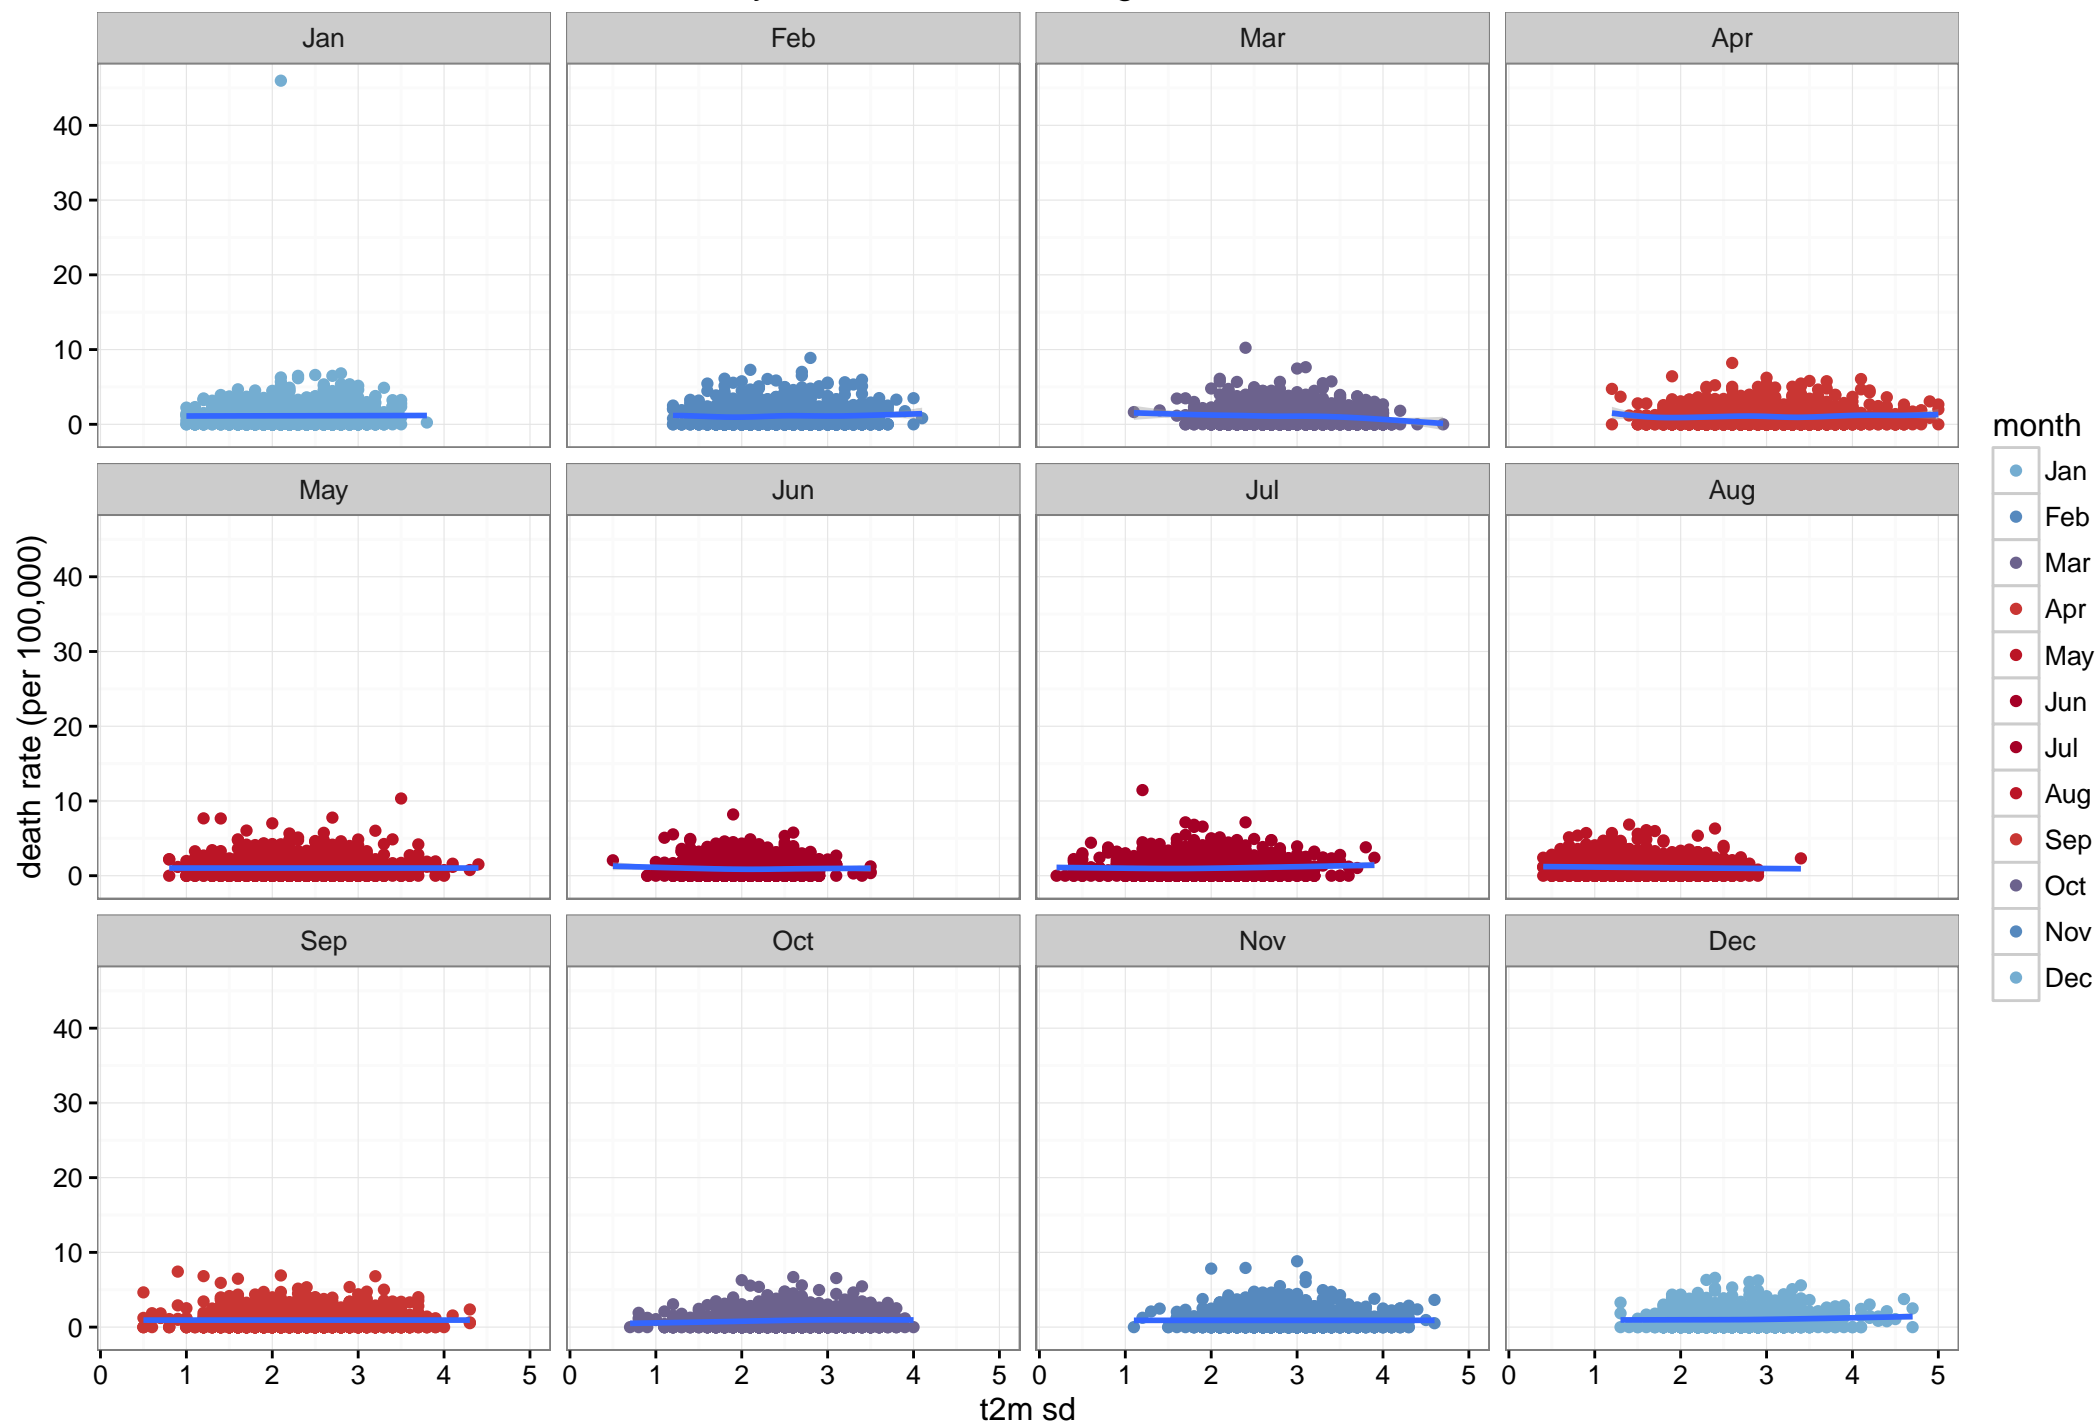 Jan Feb Mar Apr
40
30
20
10
0
May Jun Jul Aug
40
30
20
10
0
Sep Oct Nov Dec
40
30
20
10
0
0 1 2 3 4 5 0 1 2 3 4 5 0 1 2 3 4 5 0 1 2 3 4 5
t2m sd
death rate (per 100,000)
month
Jan
Feb
Mar
Apr
May
Jun
Jul
Aug
Sep
Oct
Nov
Dec